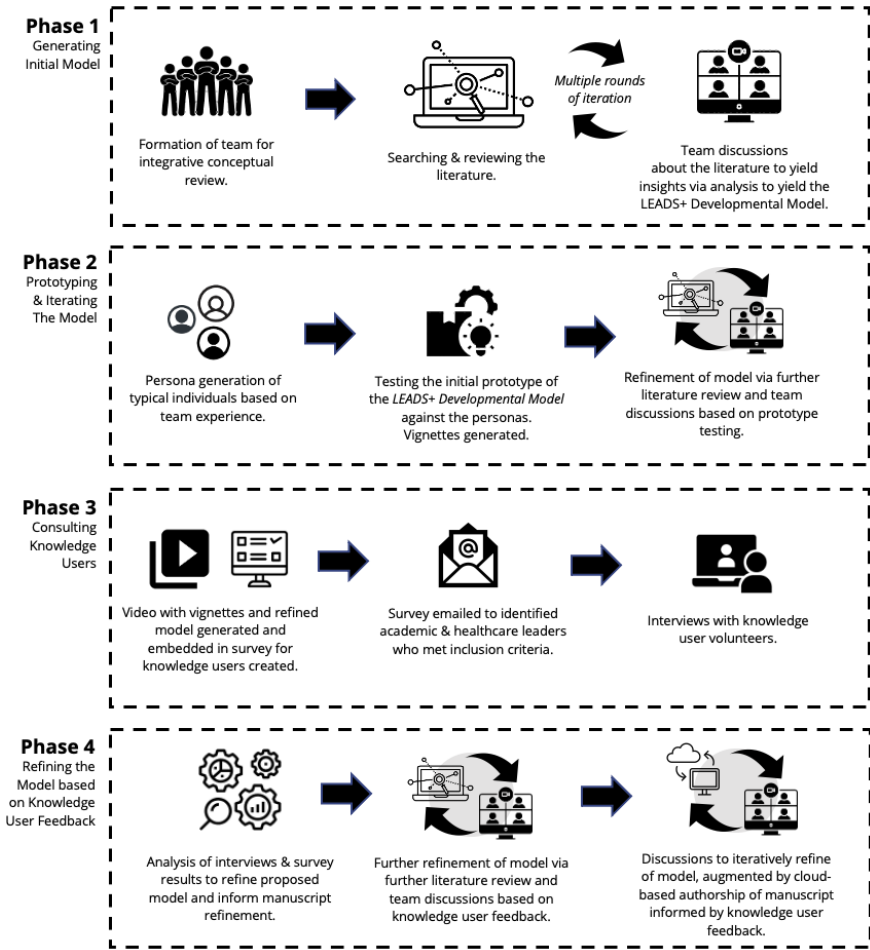 Phase 1
Generating
Initial Model
Formation of team for
integrative conceptual
review.
Searching & reviewing the
literature.
Multiple rounds
of iteration
Team discussions
about the literature to yield
insights via analysis to yield the
LEADS+ Developmental Model.
Phase 2
Prototyping
& Iterating
The Model
Persona generation of
typical individuals based on
team experience.
Testing the initial prototype of
the LEADS+ Developmental Model
against the personas.
Vignettes generated.
Refinement of model via further
literature review and team
discussions based on prototype
testing.
Phase 3
Consulting
Knowledge
Users
Video with vignettes and refined
model generated and
embedded in survey for
knowledge users created.
@
Survey emailed to identified
academic & healthcare leaders
who met inclusion criteria.
Interviews with knowledge
user volunteers.
Phase 4
Refining the
Model based
on Knowledge
User Feedback
Analysis of interviews & survey
results to refine proposed
model and inform manuscript
refinement.
Further refinement of model via
further literature review and
team discussions based on
knowledge user feedback.
Discussions to iteratively refine
of model, augmented by cloud-
based authorship of manuscript
informed by knowledge user
feedback.